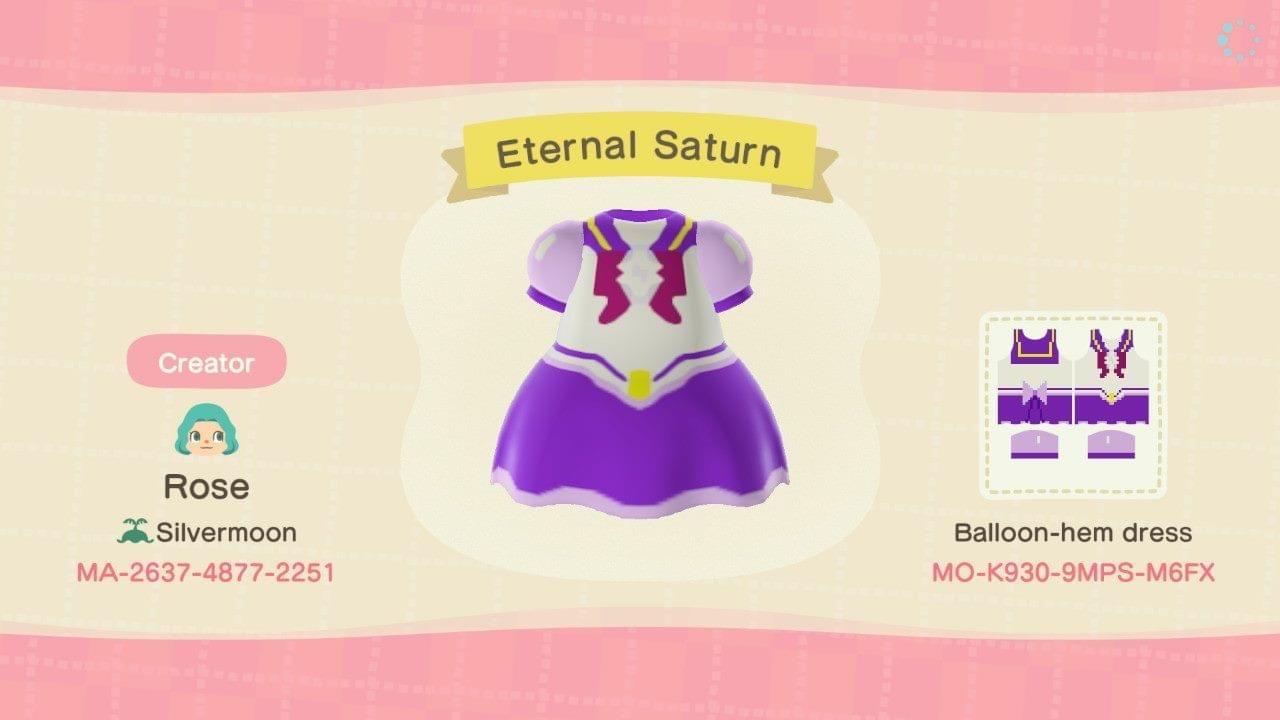 Eternal Saturn
Creator
Rose
Silvermoon
MA-2637-4877-2251
Balloon-hem dress
MO-K930-9MPS-M6FX